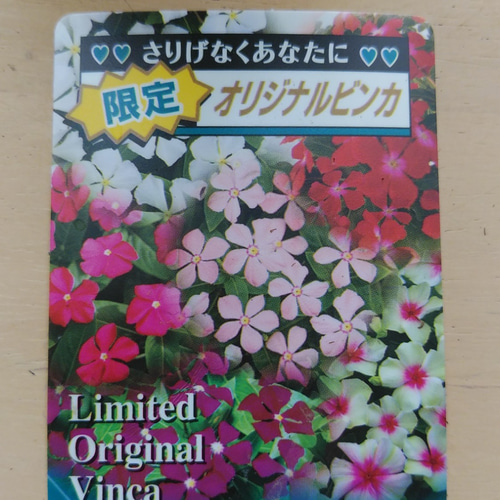 ♥♥ さりげなくあなたに ♥♥
限定 オリジナルビンカ
Limited
Original
Vinca